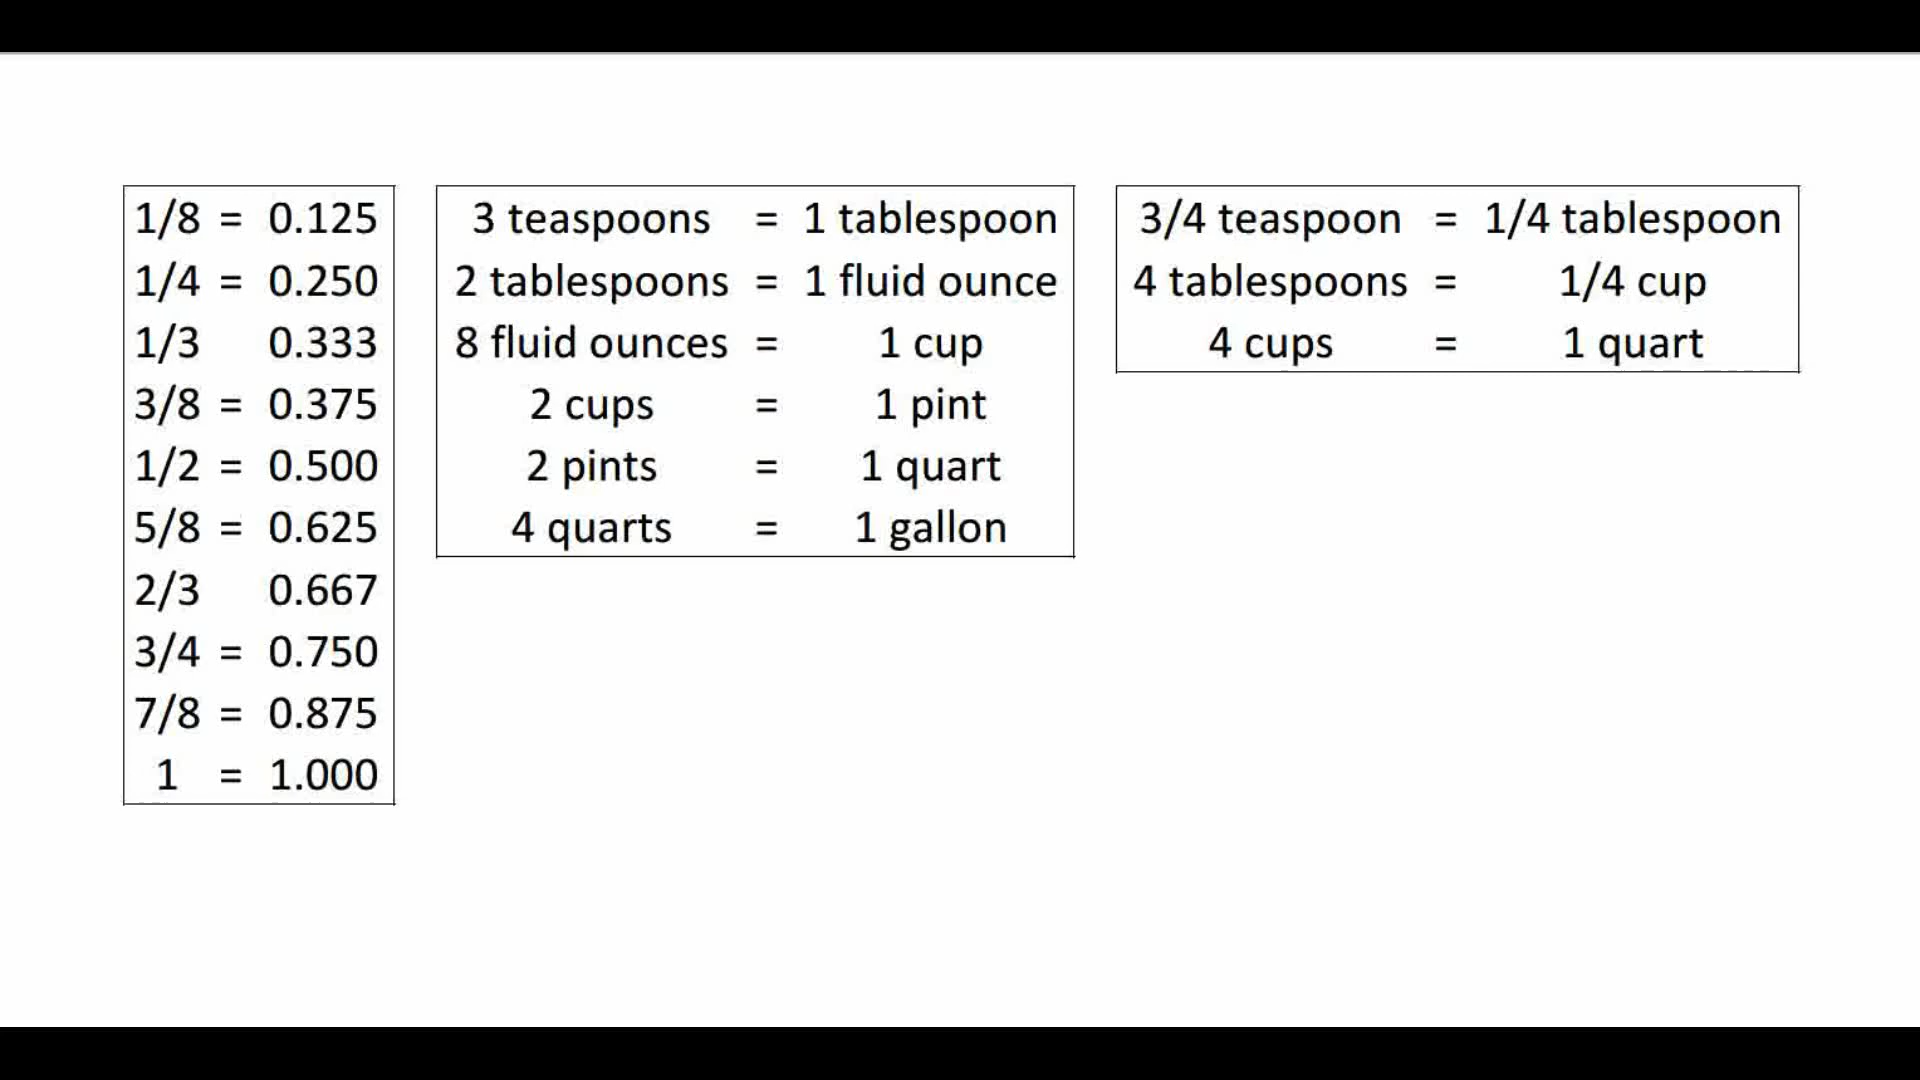 1/8 = 0.125
1/4 = 0.250
1/3 0.333
3/8 = 0.375
1/2 = 0.500
5/8 = 0.625
2/3 0.667
3/4 = 0.750
7/8 = 0.875
1 = 1.000
3 teaspoons = 1 tablespoon
2 tablespoons = 1 fluid ounce
8 fluid ounces = 1 cup
2 cups = 1 pint
2 pints = 1 quart
4 quarts = 1 gallon
3/4 teaspoon = 1/4 tablespoon
4 tablespoons = 1/4 cup
4 cups = 1 quart